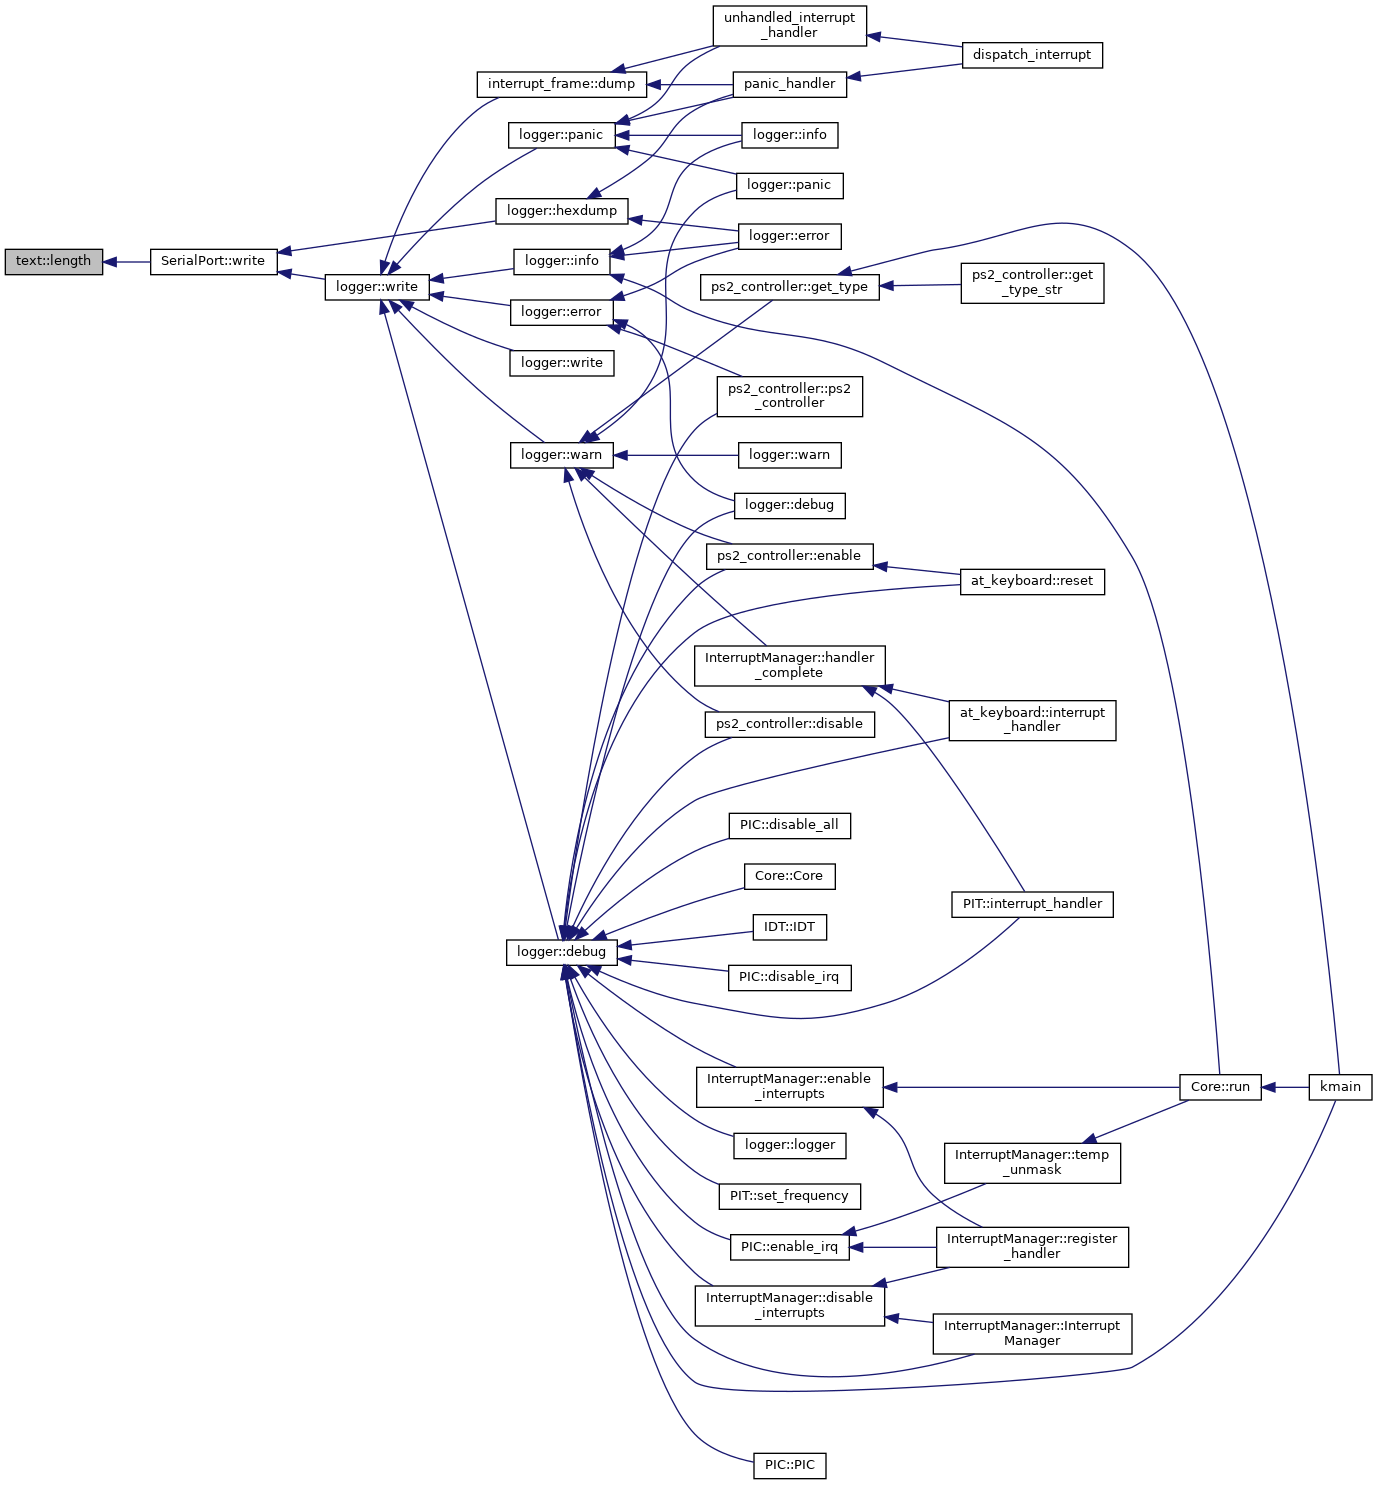 unhandled_interrupt
_handler
dispatch_interrupt
interrupt_frame::dump
panic_handler
logger::panic
logger::info
logger::panic
logger::hexdump
logger::error
text::length
SerialPort::write
logger::info
logger::write
ps2_controller::get_type
ps2_controller::get
_type_str
logger::error
logger::write
ps2_controller::ps2
_controller
logger::warn
logger::warn
logger::debug
ps2_controller::enable
at_keyboard::reset
InterruptManager::handler
_complete
at_keyboard::interrupt
_handler
ps2_controller::disable
PIC::disable_all
Core::Core
PIT::interrupt_handler
IDT::IDT
logger::debug
PIC::disable_irq
InterruptManager::enable
_interrupts
Core::run
kmain
logger::logger
InterruptManager::temp
_unmask
PIT::set_frequency
PIC::enable_irq
InterruptManager::register
_handler
InterruptManager::disable
_interrupts
InterruptManager::Interrupt
Manager
PIC::PIC